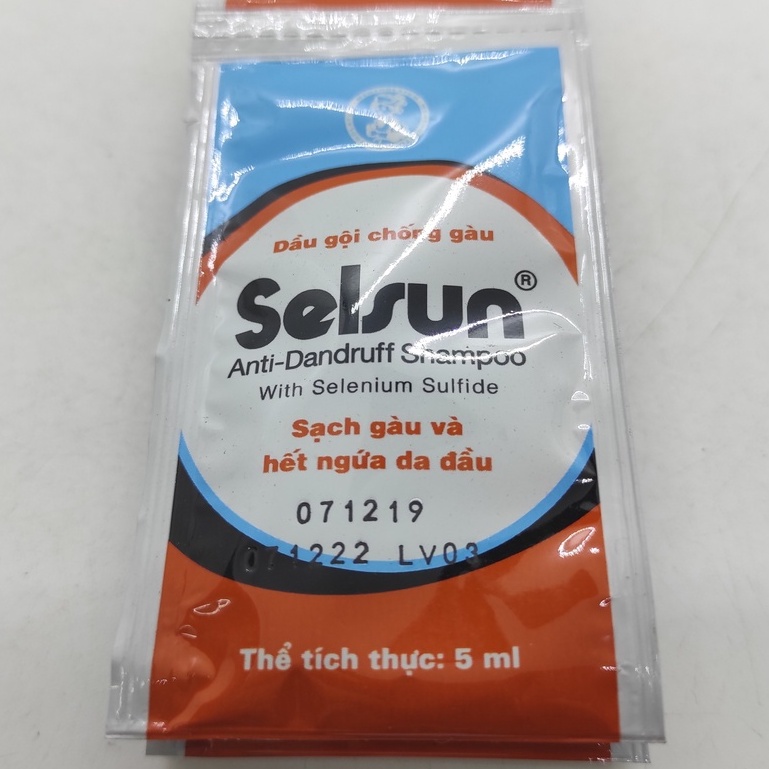 Dầu gội chống gàu
Selsun®
Anti-Dandruff Shampoo
With Selenium Sulfide
Sạch gàu và
hết ngứa da đầu
071219
071222 LV03
Thể tích thực: 5 ml